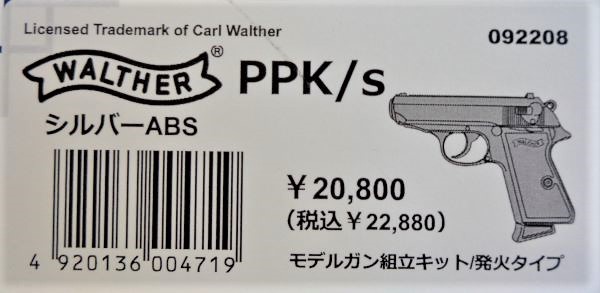 Licensed Trademark of Carl Walther
092208
WALTHER® PPK/s
シルバーABS
￥20,800
(税込￥22,880)
4 920136 004719
モデルガン組立キット/発火タイプ